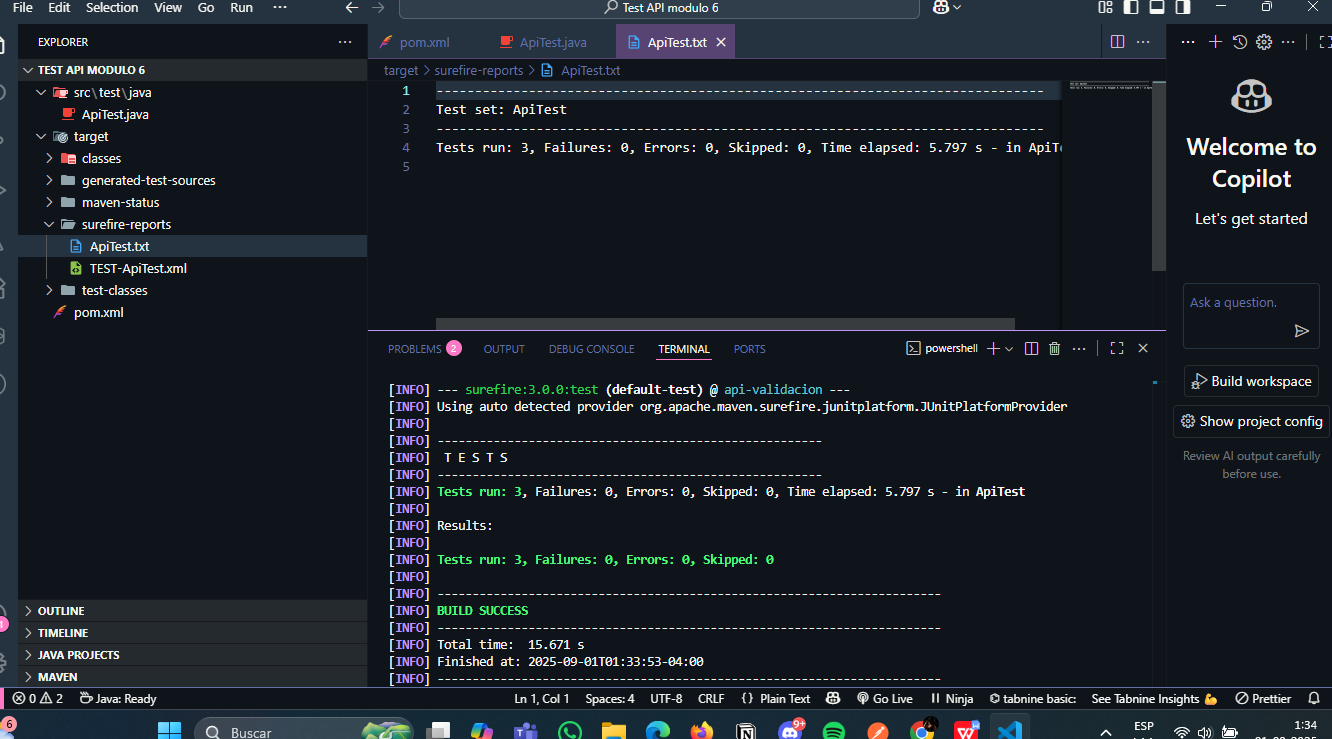 File Edit Selection View Go Run ··· Test API modulo 6
EXPLORER ···
TEST API MODULO 6
src\test\java
ApiTest.java
target
classes
generated-test-sources
maven-status
surefire-reports
ApiTest.txt
TEST-ApiTest.xml
test-classes
pom.xml
OUTLINE
TIMELINE
JAVA PROJECTS
MAVEN
pom.xml ApiTest.java ApiTest.txt
target > surefire-reports > ApiTest.txt
1 ------------------------------------------------------------------------
2 Test set: ApiTest
3 ------------------------------------------------------------------------
4 Tests run: 3, Failures: 0, Errors: 0, Skipped: 0, Time elapsed: 5.797 s - in ApiTe
5
PROBLEMS 2 OUTPUT DEBUG CONSOLE TERMINAL PORTS powershell
[INFO] --- surefire:3.0.0:test (default-test) @ api-validacion ---
[INFO] Using auto detected provider org.apache.maven.surefire.junitplatform.JUnitPlatformProvider
[INFO]
[INFO] -------------------------------------------------------
[INFO] T E S T S
[INFO] -------------------------------------------------------
[INFO] Tests run: 3, Failures: 0, Errors: 0, Skipped: 0, Time elapsed: 5.797 s - in ApiTest
[INFO]
[INFO] Results:
[INFO]
[INFO] Tests run: 3, Failures: 0, Errors: 0, Skipped: 0
[INFO]
[INFO] ------------------------------------------------------------------------
[INFO] BUILD SUCCESS
[INFO] ------------------------------------------------------------------------
[INFO] Total time: 15.671 s
[INFO] Finished at: 2025-09-01T01:33:53-04:00
[INFO] ------------------------------------------------------------------------
Welcome to
Copilot
Let's get started
Ask a question.
Build workspace
Show project config
Review AI output carefully
before use.
0 2 Java: Ready Ln 1, Col 1 Spaces: 4 UTF-8 CRLF {} Plain Text Go Live Ninja tabnine basic: See Tabnine Insights Prettier
6 Buscar 9+ ESP 1:34